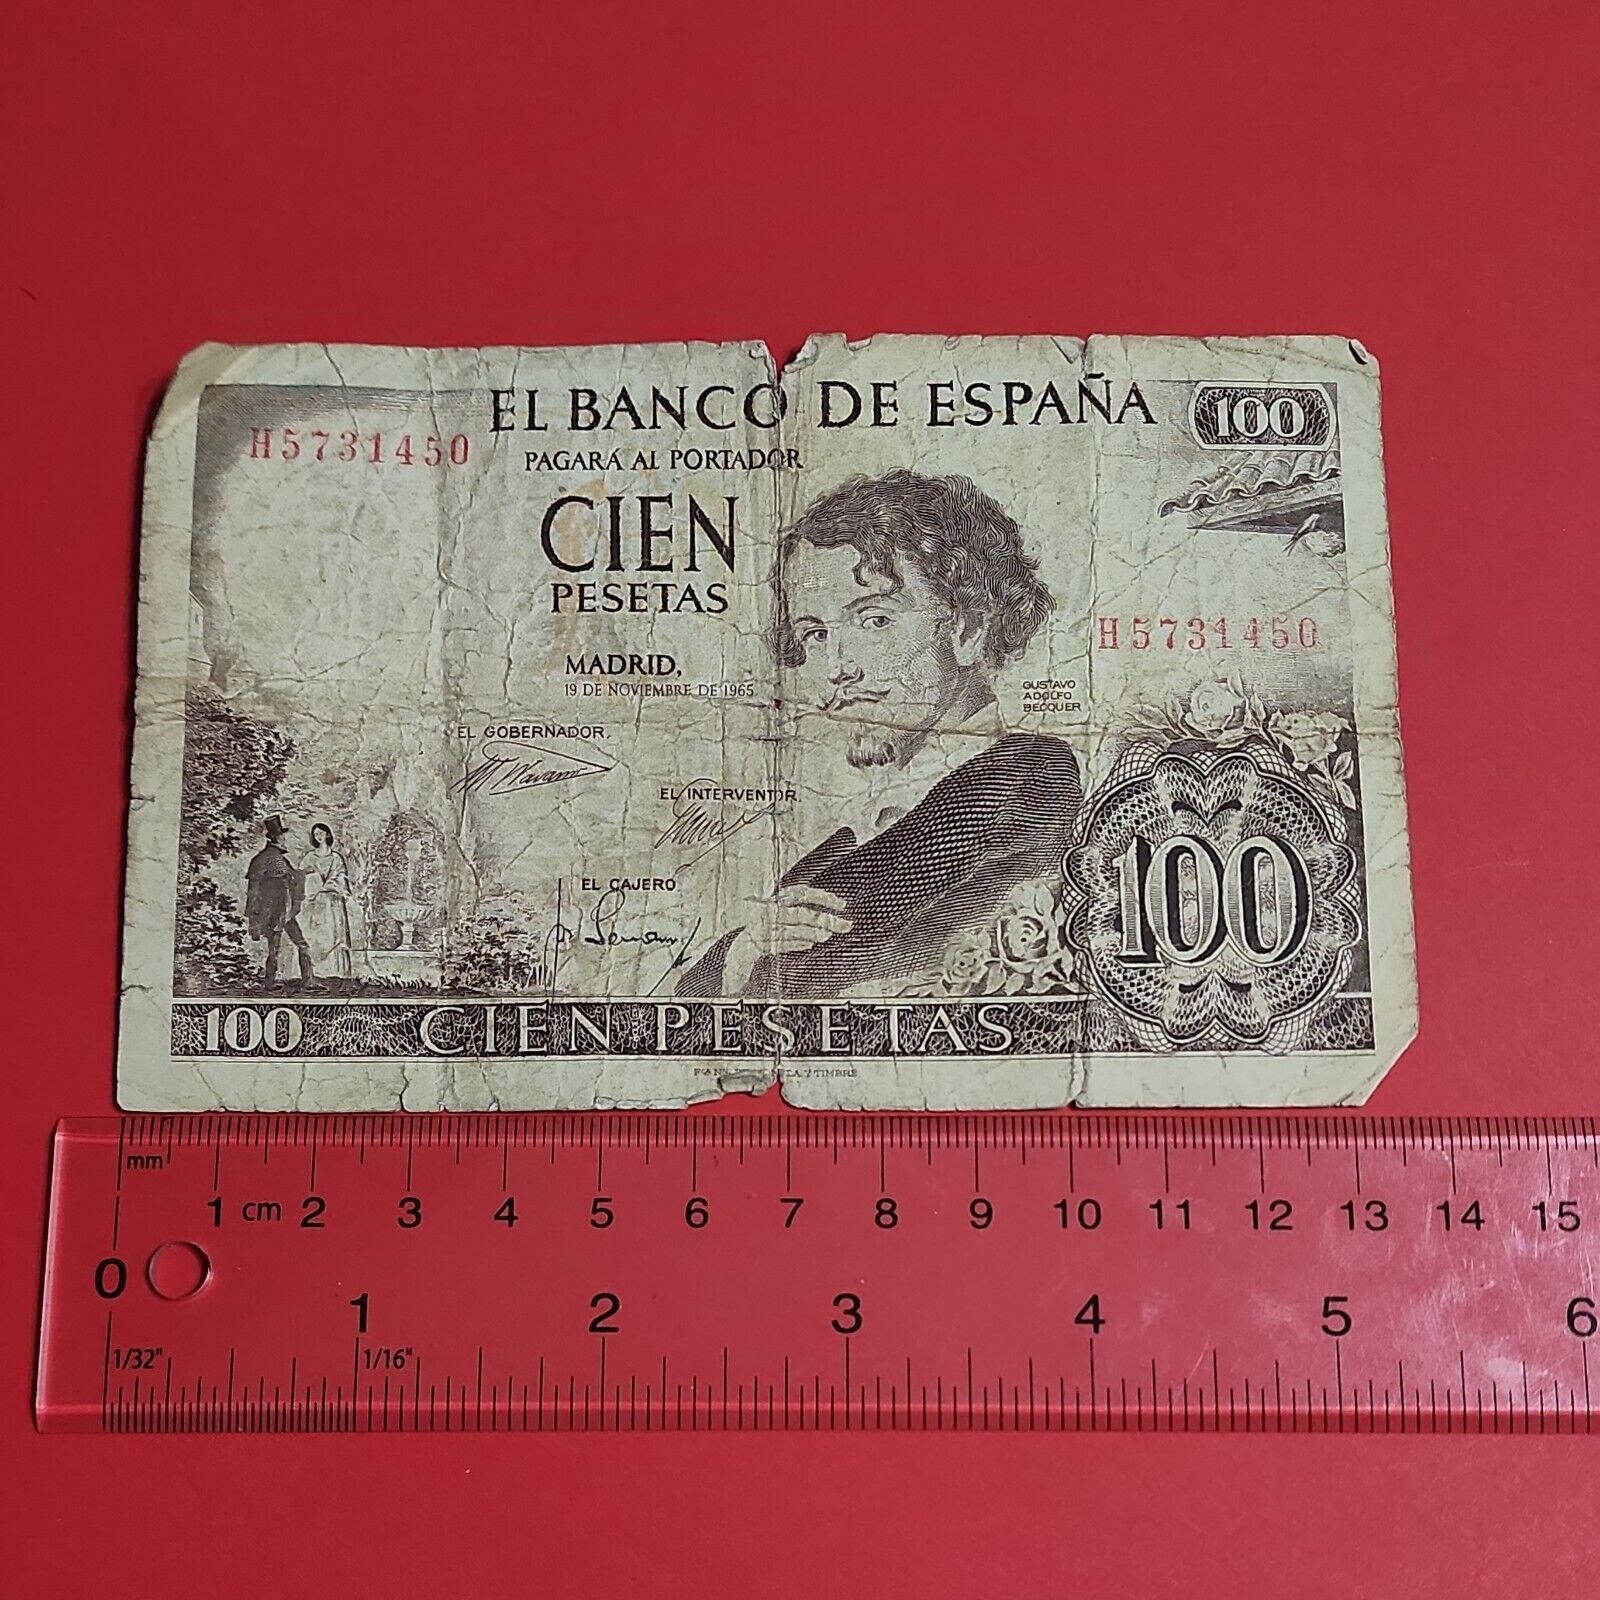 EL BANCO DE ESPAÑA
100
H5731450
PAGARÁ AL PORTADOR
CIEN
PESETAS
H5731450
MADRID,
19 DE NOVIEMBRE DE 1965
GUSTAVO
ADOLFO
BECQUER
EL GOBERNADOR,
EL INTERVENTOR,
EL CAJERO
100
100 CIEN PESETAS
Y TIMBRE
mm
1 cm 2 3 4 5 6 7 8 9 10 11 12 13 14 15
0
1 2 3 4 5 6
1/32" 1/16"